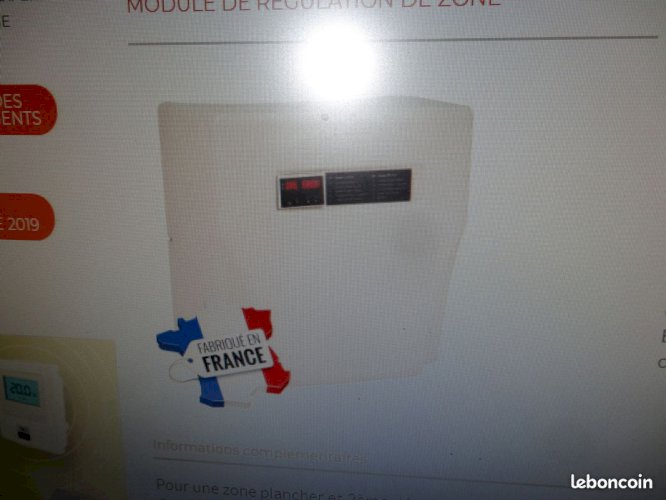 MODULE DE RÉGULATION DE ZONE
E
DES
ENTS
E 2019
FABRIQUÉ EN
FRANCE
20.0
Informations complémentaires
Pour une zone plancher et
leboncoin